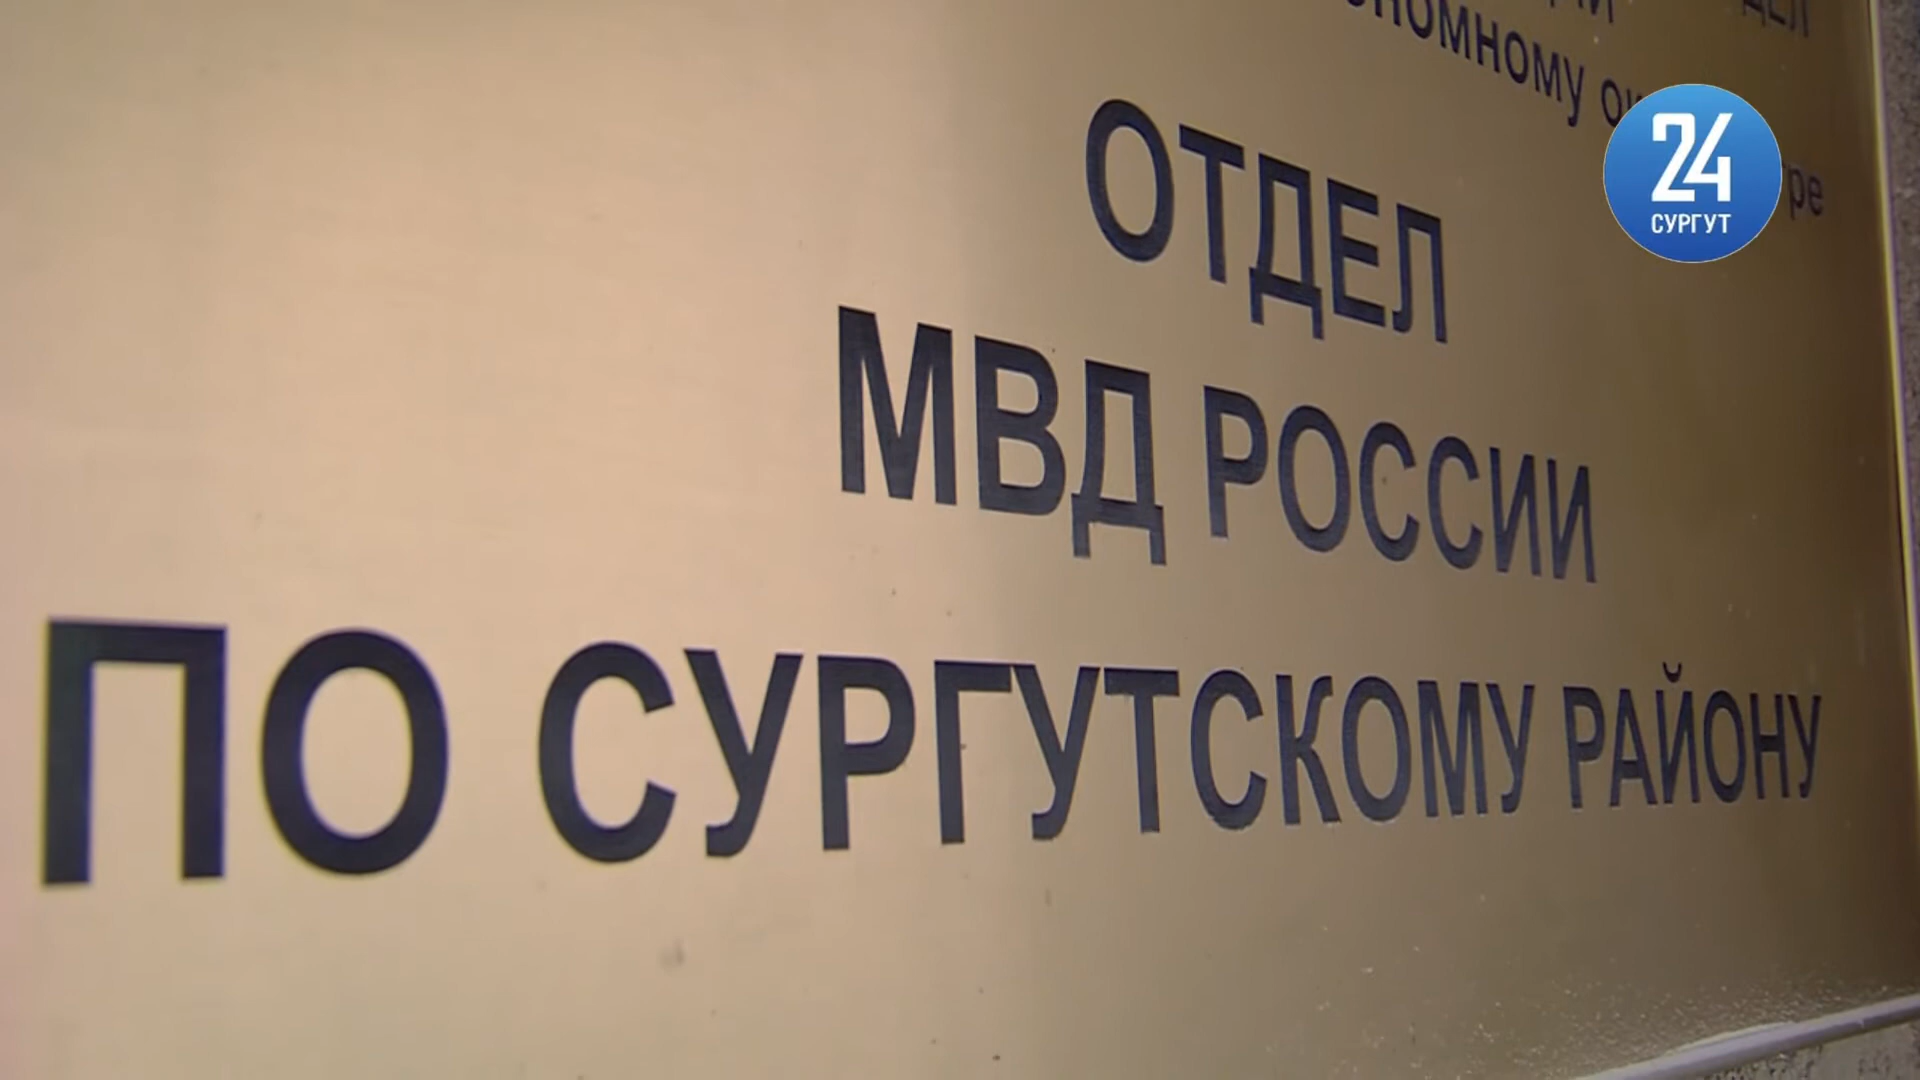 ОТДЕЛ
МВД РОССИИ
ПО СУРГУТСКОМУ РАЙОНУ
24
СУРГУТ